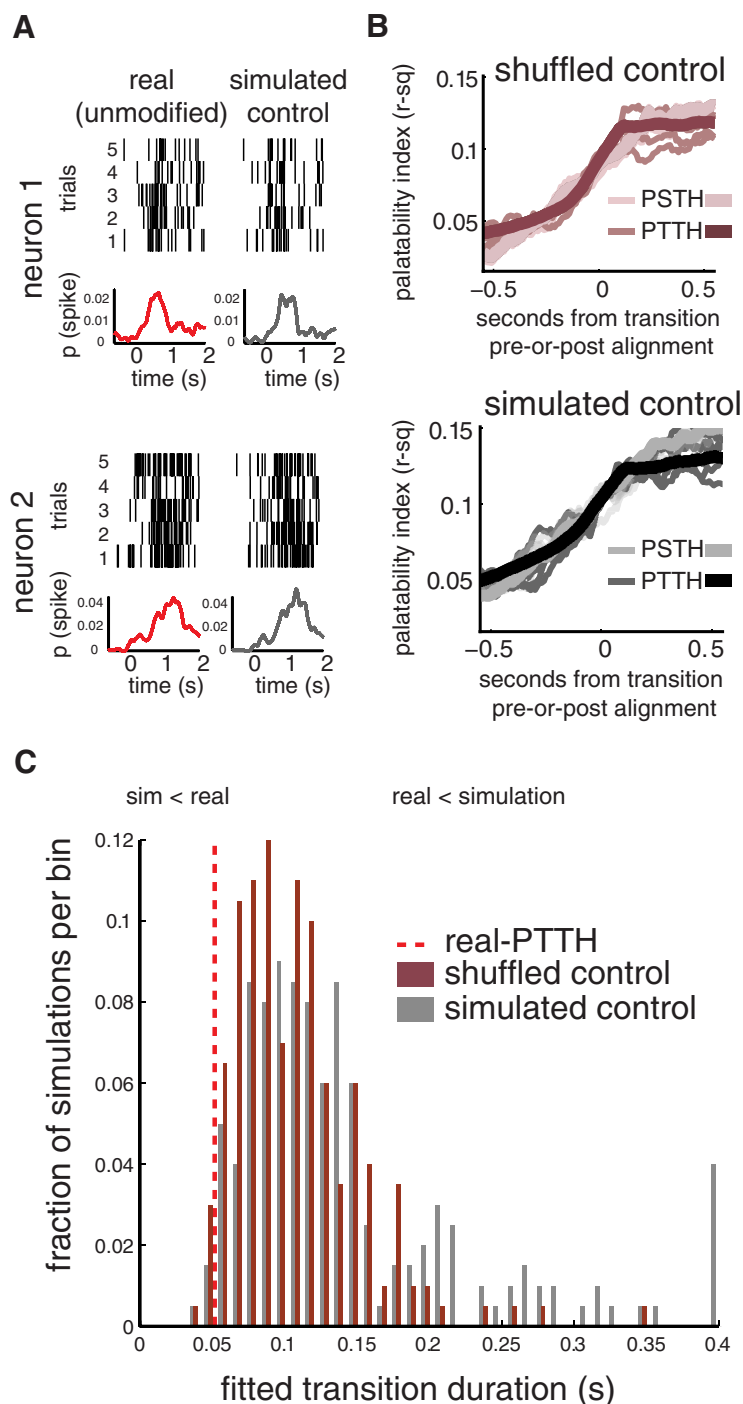 A
real
(unmodified)
simulated
control
neuron 1
trials
5
4
3
2
1
p (spike)
0.02
0.01
0
0 1 2
time (s)
0.02
0.01
0
0 1 2
time (s)
neuron 2
trials
5
4
3
2
1
p (spike)
0.04
0.02
0
0 1 2
time (s)
0.04
0.02
0
0 1 2
time (s)
B
shuffled control
palatability index (r-sq)
0.15
0.1
0.05
PSTH
PTTH
−0.5 0 0.5
seconds from transition
pre-or-post alignment
simulated control
palatability index (r-sq)
0.15
0.1
0.05
PSTH
PTTH
−0.5 0 0.5
seconds from transition
pre-or-post alignment
C
sim < real
real < simulation
fraction of simulations per bin
0.12
0.1
0.08
0.06
0.04
0.02
0
real-PTTH
shuffled control
simulated control
0 0.05 0.1 0.15 0.2 0.25 0.3 0.35 0.4
fitted transition duration (s)